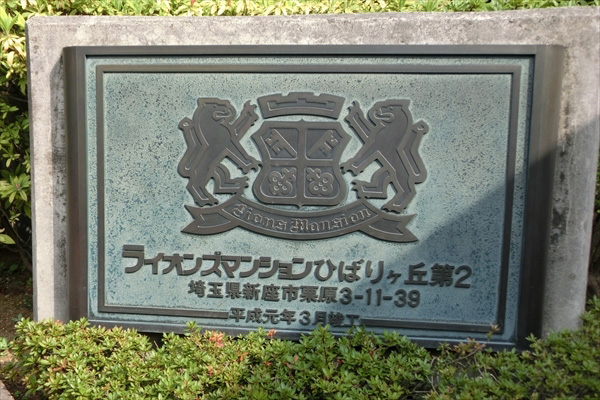 Lions Mansion
ライオンズマンションひばりヶ丘第2
埼玉県新座市栗原3-11-39
平成元年3月竣工